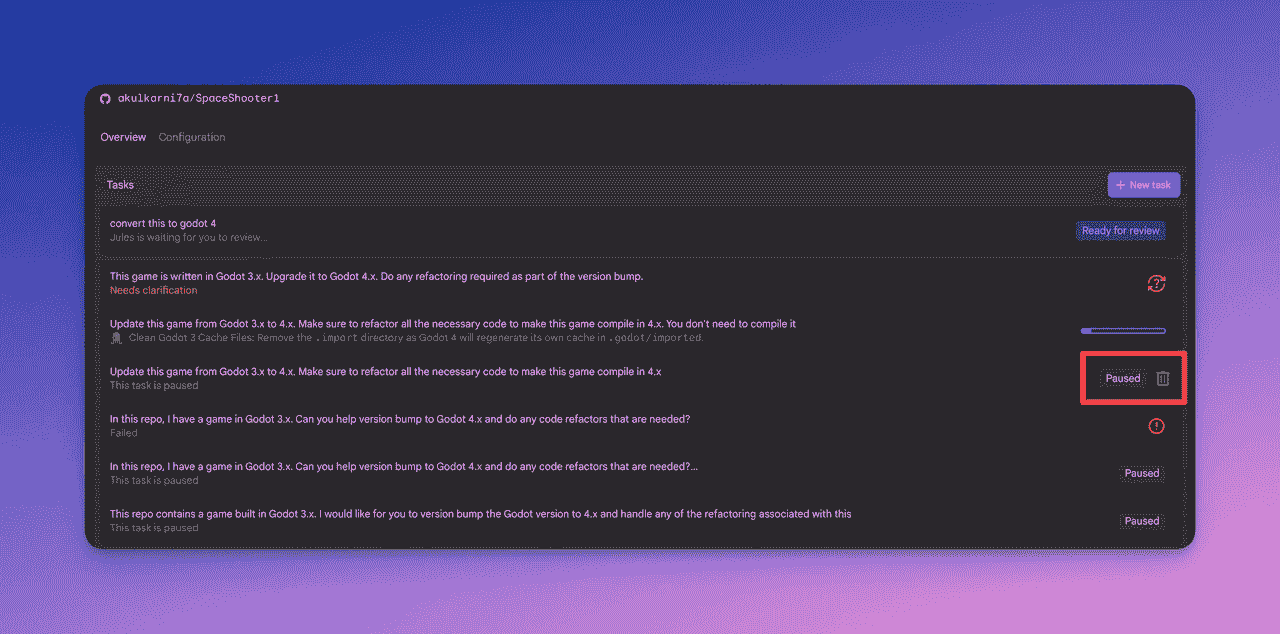 akulkarni7a/SpaceShooter1
Overview Configuration
Tasks
+ New task
convert this to godot 4
Jules is waiting for you to review...
Ready for review
This game is written in Godot 3.x. Upgrade it to Godot 4.x. Do any refactoring required as part of the version bump.
Needs clarification
Update this game from Godot 3.x to 4.x. Make sure to refactor all the necessary code to make this game compile in 4.x. You don't need to compile it
Clean Godot 3 Cache Files: Remove the .import directory as Godot 4 will regenerate its own cache in .godot/imported.
Update this game from Godot 3.x to 4.x. Make sure to refactor all the necessary code to make this game compile in 4.x
This task is paused
Paused
In this repo, I have a game in Godot 3.x. Can you help version bump to Godot 4.x and do any code refactors that are needed?
Failed
In this repo, I have a game in Godot 3.x. Can you help version bump to Godot 4.x and do any code refactors that are needed?...
This task is paused
Paused
This repo contains a game built in Godot 3.x. I would like for you to version bump the Godot version to 4.x and handle any of the refactoring associated with this
This task is paused
Paused